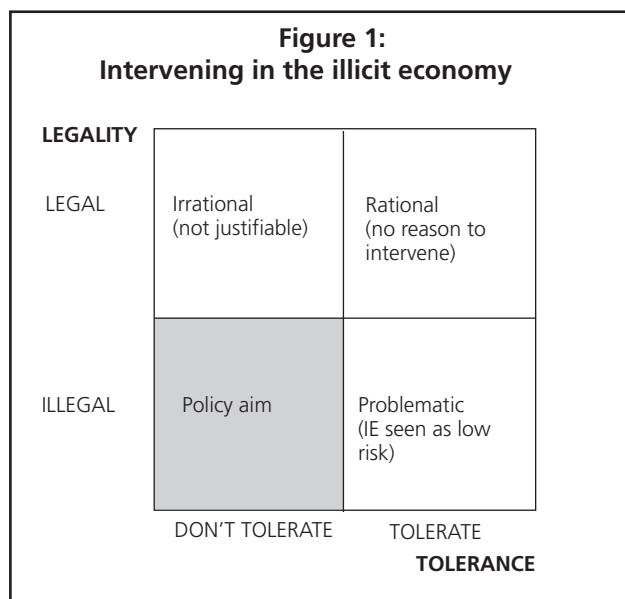 Figure 1:
Intervening in the illicit economy
LEGALITY
LEGAL
Irrational
(not justifiable)
Rational
(no reason to
intervene)
ILLEGAL
Policy aim
Problematic
(IE seen as low
risk)
DON'T TOLERATE
TOLERATE
TOLERANCE